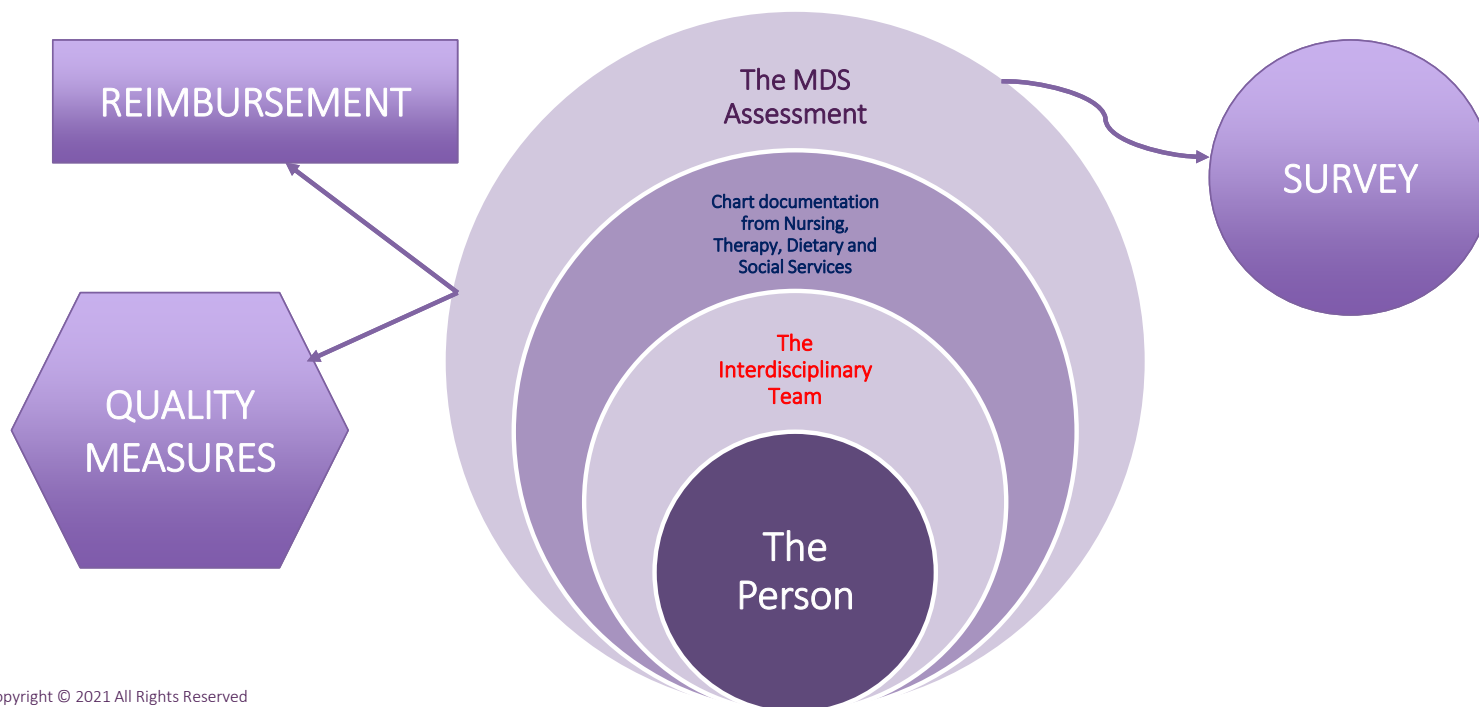 REIMBURSEMENT
The MDS
Assessment
SURVEY
Chart documentation
from Nursing,
Therapy, Dietary and
Social Services
The
Interdisciplinary
Team
QUALITY
MEASURES
The
Person
opyright © 2021 All Rights Reserved